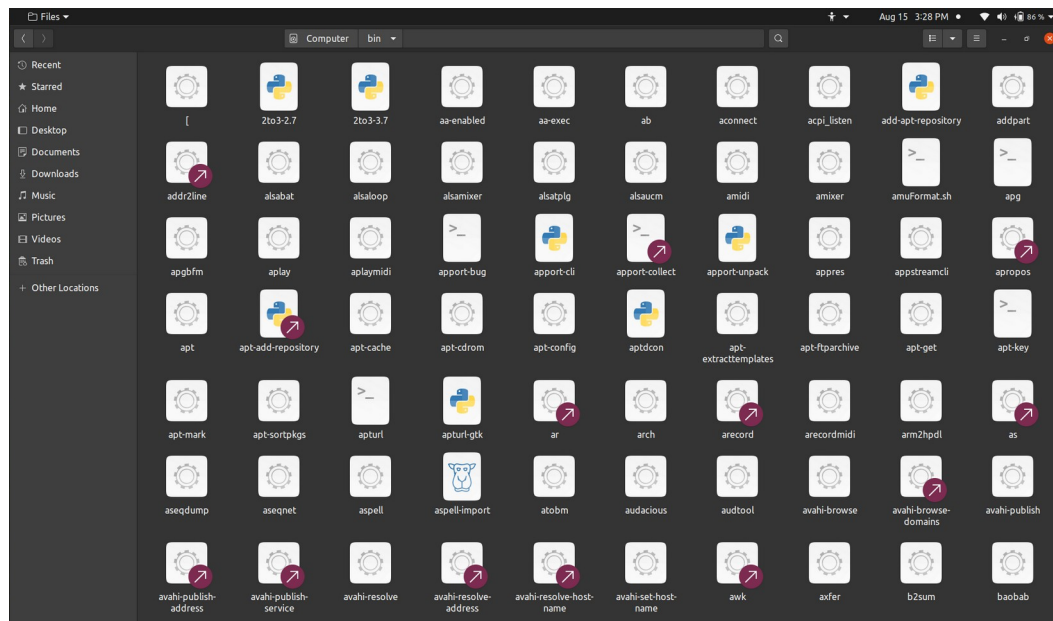 Files
Aug 15 3:28 PM
86 %
Computer
bin
Recent
Starred
Home
Desktop
Documents
Downloads
Music
Pictures
Videos
Trash
+ Other Locations
[
2to3-2.7
2to3-3.7
aa-enabled
aa-exec
ab
aconnect
acpi_listen
add-apt-repository
addpart
addr2line
alsabat
alsaloop
alsamixer
alsatplg
alsaucm
amidi
amixer
>_
amuFormat.sh
>_
apg
apgbfm
aplay
aplaymidi
>_
apport-bug
apport-cli
>_
apport-collect
apport-unpack
appres
appstreamcli
apropos
apt
apt-add-repository
apt-cache
apt-cdrom
apt-config
aptdcon
apt-
extracttemplates
apt-ftparchive
apt-get
>_
apt-key
apt-mark
apt-sortpkgs
>_
apturl
apturl-gtk
ar
arch
arecord
arecordmidi
arm2hpdl
as
aseqdump
aseqnet
aspell
aspell-import
atobm
audacious
audtool
avahi-browse
avahi-browse-
domains
avahi-publish
avahi-publish-
address
avahi-publish-
service
avahi-resolve
avahi-resolve-
address
avahi-resolve-host-
name
avahi-set-host-
name
awk
axfer
b2sum
baobab